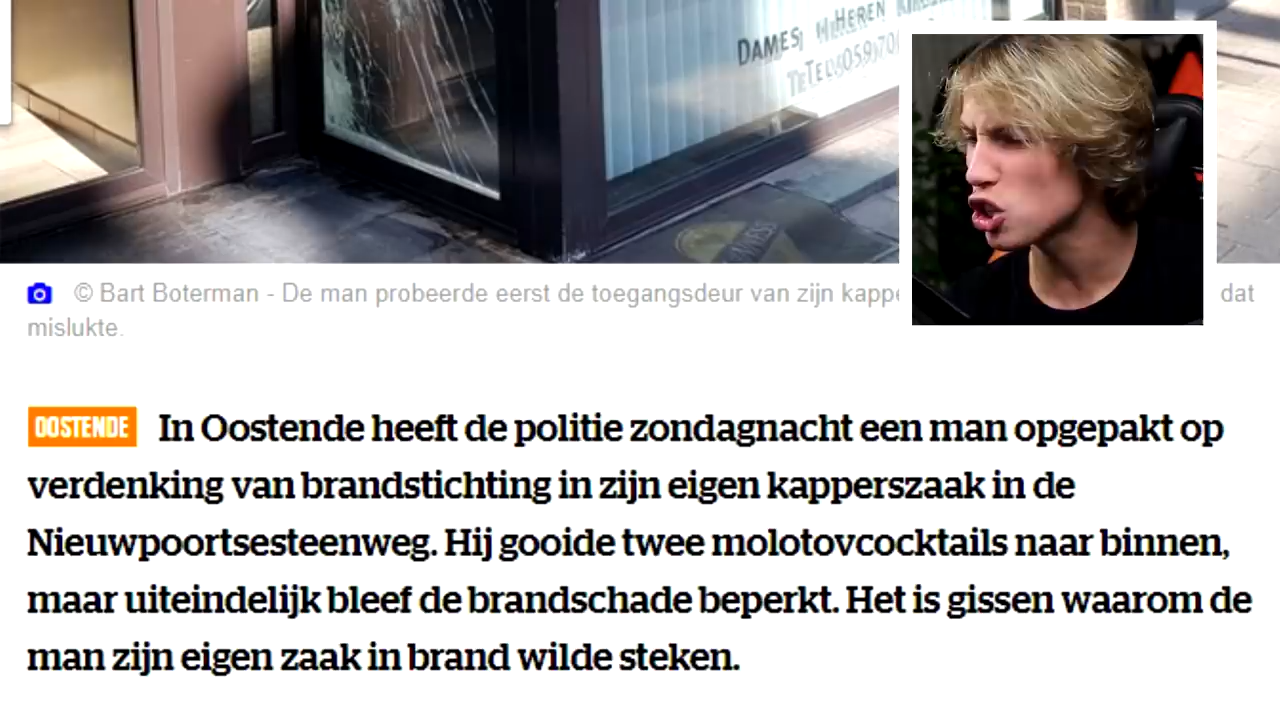 DAMES HEREN
© Bart Boterman - De man probeerde eerst de toegangsdeur van zijn dat
mislukte.
OOSTENDE In Oostende heeft de politie zondagnacht een man opgepakt op
verdenking van brandstichting in zijn eigen kapperszaak in de
Nieuwpoortsesteenweg. Hij gooide twee molotovcocktails naar binnen,
maar uiteindelijk bleef de brandschade beperkt. Het is gissen waarom de
man zijn eigen zaak in brand wilde steken.